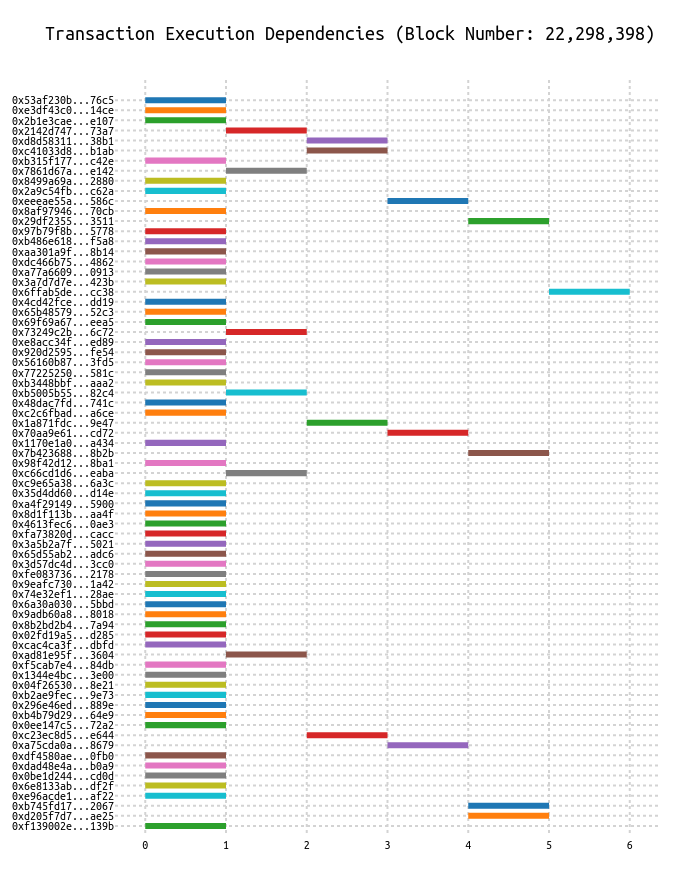 Transaction Execution Dependencies (Block Number: 22,298,398)
0x53af230b...76c5
0xe3df43c0...14ce
0x2b1e3cae...e107
0x2142d747...73a7
0xd8d58311...38b1
0xc41033d8...b1ab
0xb315f177...c42e
0x7861d67a...e142
0x8499a69a...2880
0x2a9c54fb...c62a
0xeeeae55a...586c
0x8af97946...70cb
0x29df2355...3511
0x97b79f8b...5778
0xb486e618...f5a8
0xaa301a9f...8b14
0xdc466b75...4862
0xa77a6609...0913
0x3a7d7d7e...423b
0x6ffab5de...cc38
0x4cd42fce...dd19
0x65b48579...52c3
0x69f69a67...eea5
0x73249c2b...6c72
0xe8acc34f...ed89
0x920d2595...fe54
0x56160b87...3fd5
0x77225250...581c
0xb3448bbf...aaa2
0xb5005b55...82c4
0x48dac7fd...741c
0xc2c6fbad...a6ce
0x1a871fdc...9e47
0x70aa9e61...cd72
0x1170e1a0...a434
0x7b423688...8b2b
0x98f42d12...8ba1
0xc66cd1d6...eaba
0xc9e65a38...6a3c
0x35d4dd60...d14e
0xa4f29149...5900
0x8d1f113b...aa4f
0x4613fec6...0ae3
0xfa73820d...cacc
0x3a5b2a7f...5021
0x65d55ab2...adc6
0x3d57dc4d...3cc0
0xfe083736...2178
0x9eafc730...1a42
0x74e32ef1...28ae
0x6a30a030...5bbd
0x9adb60a8...8018
0x8b2bd2b4...7a94
0x02fd19a5...d285
0xcac4ca3f...dbfd
0xad81e95f...3604
0xf5cab7e4...84db
0x1344e4bc...3e00
0x04f26530...8e21
0xb2ae9fec...9e73
0x296e46ed...889e
0xb4b79d29...64e9
0x0ee147c5...72a2
0xc23ec8d5...e644
0xa75cda0a...8679
0xdf4580ae...0fb0
0xdad48e4a...b0a9
0x0be1d244...cd0d
0x6e8133ab...df2f
0xe96acde1...af22
0xb745fd17...2067
0xd205f7d7...ae25
0xf139002e...139b
0 1 2 3 4 5 6